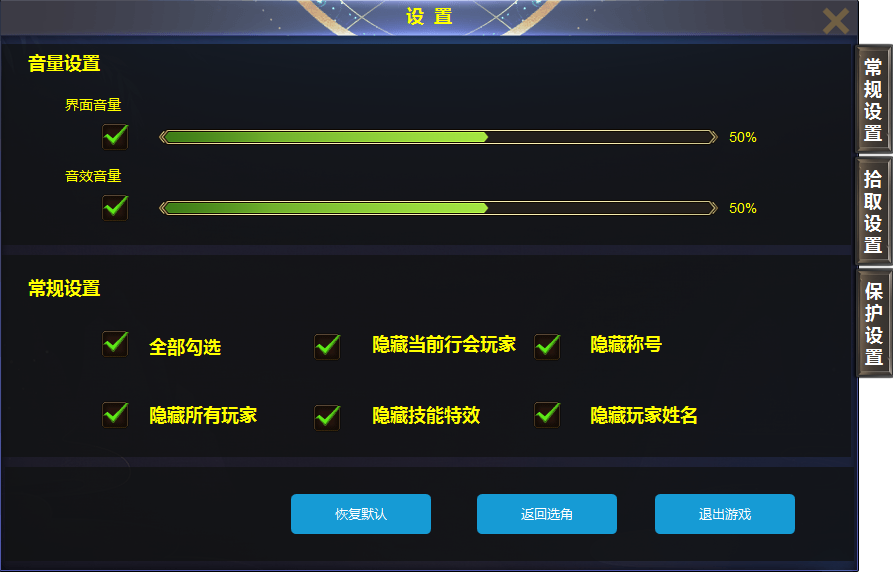 设 置
音量设置
界面音量
50%
音效音量
50%
常规设置
全部勾选
隐藏当前行会玩家
隐藏称号
隐藏所有玩家
隐藏技能特效
隐藏玩家姓名
恢复默认
返回选角
退出游戏
常规设置
拾取设置
保护设置